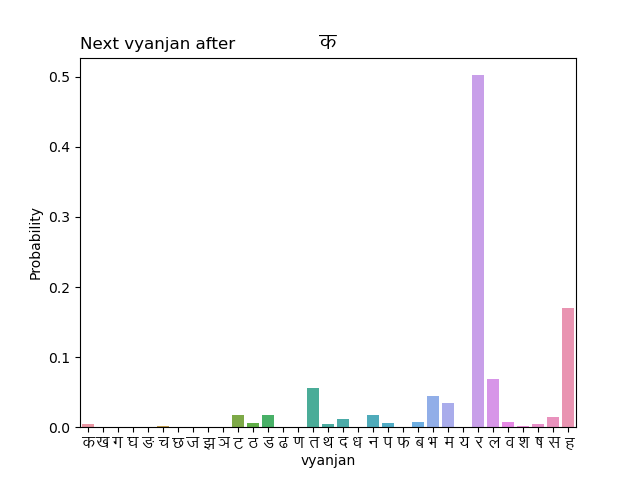 Next vyanjan after क
0.5
0.4
0.3
0.2
0.1
0.0
Probability
क ख ग घ ङ च छ ज झ ञ ट ठ ड ढ ण त थ द ध न प फ ब भ म य र ल व श ष स ह
vyanjan